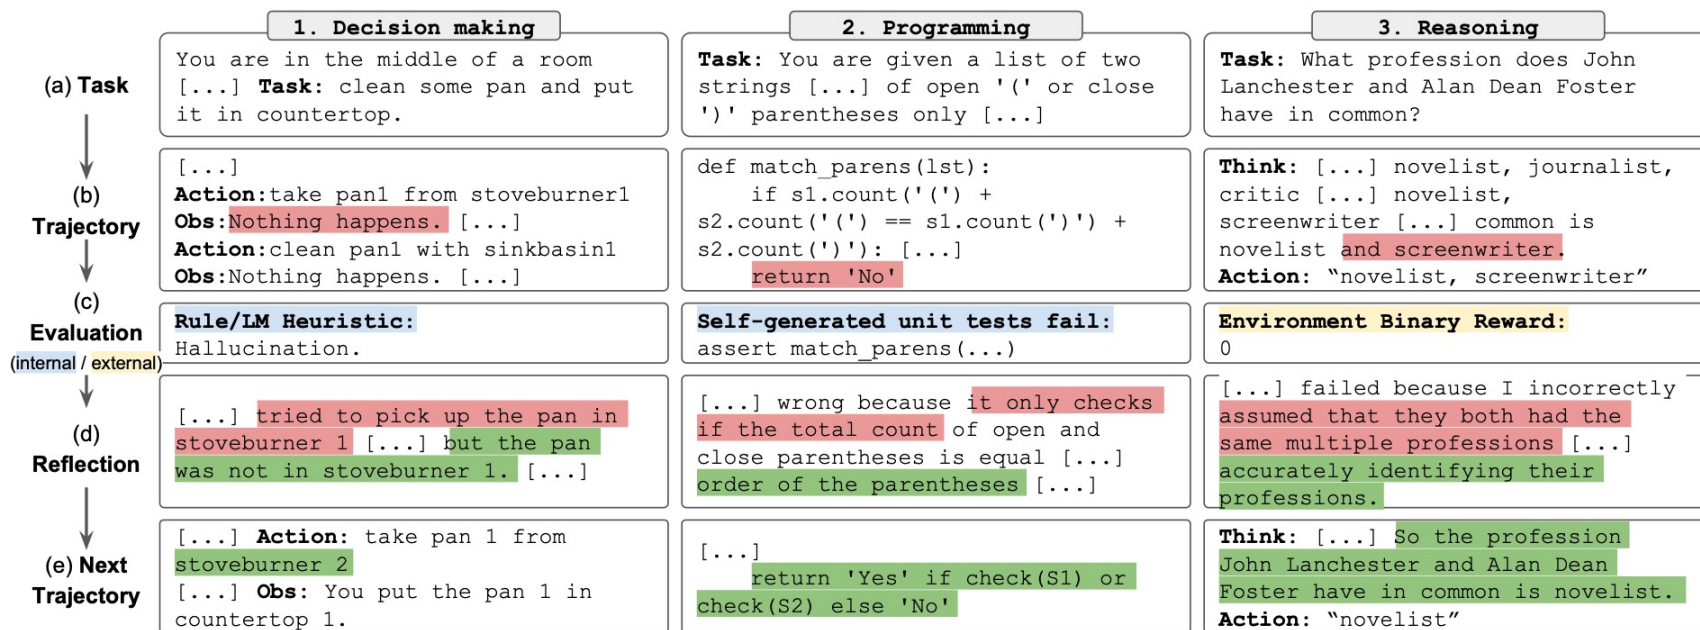 1. Decision making
2. Programming
3. Reasoning
(a) Task
You are in the middle of a room
[...] Task: clean some pan and put
it in countertop.
Task: You are given a list of two
strings [...] of open '(' or close
')' parentheses only [...]
Task: What profession does John
Lanchester and Alan Dean Foster
have in common?
(b)
Trajectory
[...]
Action:take pan1 from stoveburner1
Obs:Nothing happens. [...]
Action:clean pan1 with sinkbasin1
Obs:Nothing happens. [...]
def match_parens(lst):
if s1.count('(') +
s2.count('(') == s1.count(')') +
s2.count(')'): [...]
return 'No'
Think: [...] novelist, journalist,
critic [...] novelist,
screenwriter [...] common is
novelist and screenwriter.
Action: “novelist, screenwriter”
(c)
Evaluation
(internal / external)
Rule/LM Heuristic:
Hallucination.
Self-generated unit tests fail:
assert match_parens(...)
Environment Binary Reward:
0
(d)
Reflection
[...] tried to pick up the pan in
stoveburner 1 [...] but the pan
was not in stoveburner 1. [...]
[...] wrong because it only checks
if the total count of open and
close parentheses is equal [...]
order of the parentheses [...]
[...] failed because I incorrectly
assumed that they both had the
same multiple professions [...]
accurately identifying their
professions.
(e) Next
Trajectory
[...] Action: take pan 1 from
stoveburner 2
[...] Obs: You put the pan 1 in
countertop 1.
[...]
return 'Yes' if check(S1) or
check(S2) else 'No'
Think: [...] So the profession
John Lanchester and Alan Dean
Foster have in common is novelist.
Action: “novelist”